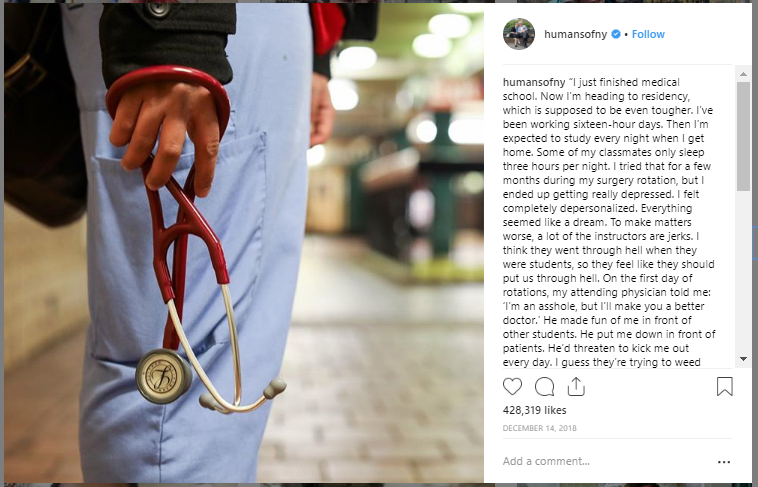 humansofny • Follow
humansofny “I just finished medical
school. Now I’m heading to residency,
which is supposed to be even tougher. I’ve
been working sixteen-hour days. Then I’m
expected to study every night when I get
home. Some of my classmates only sleep
three hours per night. I tried that for a few
months during my surgery rotation, but I
ended up getting really depressed. I felt
completely depersonalized. Everything
seemed like a dream. To make matters
worse, a lot of the instructors are jerks. I
think they went through hell when they
were students, so they feel like they should
put us through hell. On the first day of
rotations, my attending physician told me:
‘I’m an asshole, but I’ll make you a better
doctor.’ He made fun of me in front of
other students. He put me down in front of
patients. He’d threaten to kick me out
every day. I guess they’re trying to weed
428,319 likes
DECEMBER 14, 2018
Add a comment...